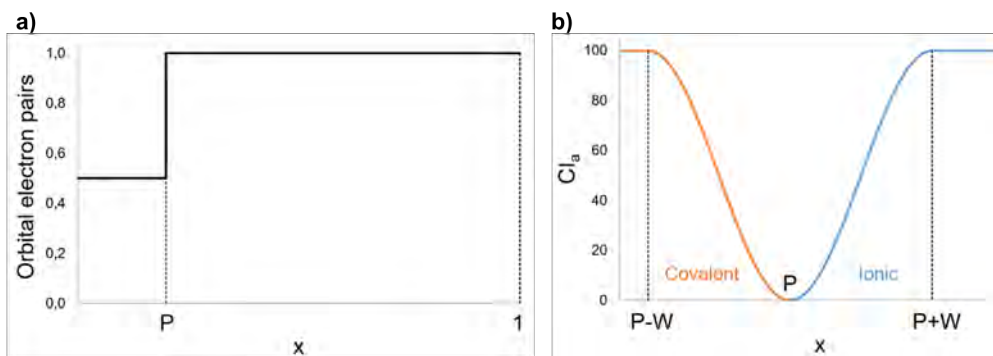 a)
Orbital electron pairs
1,0
0,8
0,6
0,4
0,2
0,0
P
1
x
b)
CI_a
100
80
60
40
20
0
Covalent
P
Ionic
P-W
P+W
x